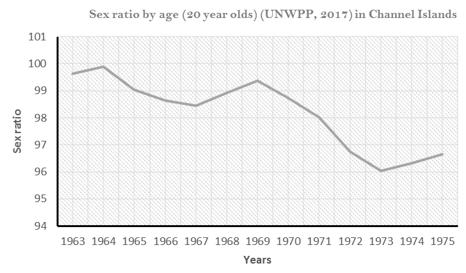 Sex ratio by age (20 year olds) (UNWPP, 2017) in Channel Islands
101
100
99
98
97
96
95
94
Sex ratio
1963 1964 1965 1966 1967 1968 1969 1970 1971 1972 1973 1974 1975
Years